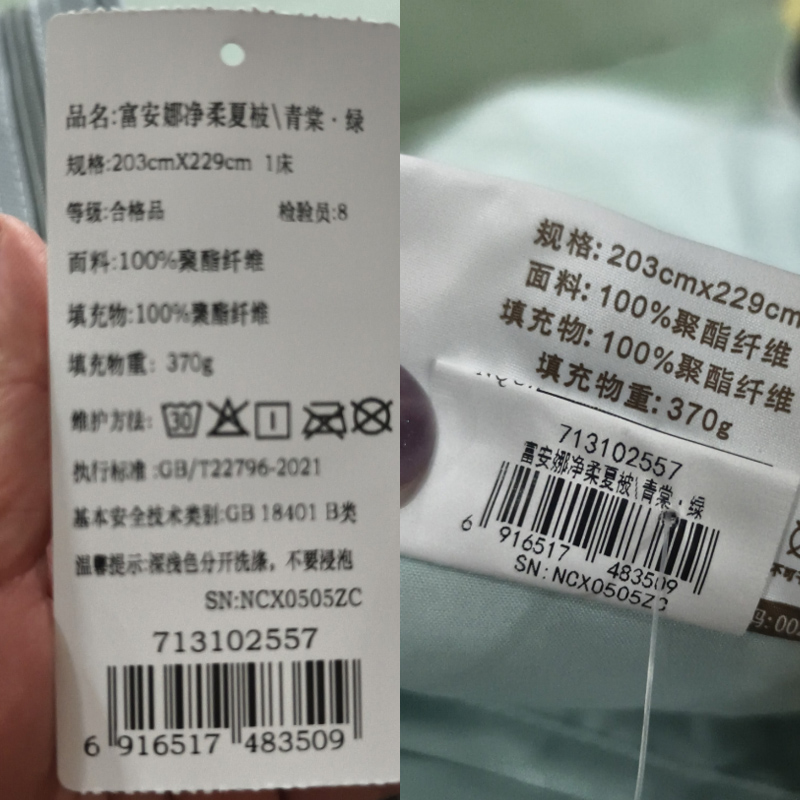 品名:富安娜净柔夏被\青棠·绿
规格:203cmX229cm 1床
等级:合格品 检验员:8
面料:100%聚酯纤维
填充物:100%聚酯纤维
填充物重: 370g
维护方法: 30
执行标准:GB/T22796-2021
基本安全技术类别:GB 18401 B类
温馨提示:深浅色分开洗涤，不要浸泡
SN:NCX0505ZC
713102557
6 916517 483509
规格: 203cmx229cm
面料: 100%聚酯纤维
填充物: 100%聚酯纤维
填充物重: 370g
713102557
富安娜净柔夏被\青棠·绿
6 916517 483509
SN:NCX0505ZC
不可
码:00